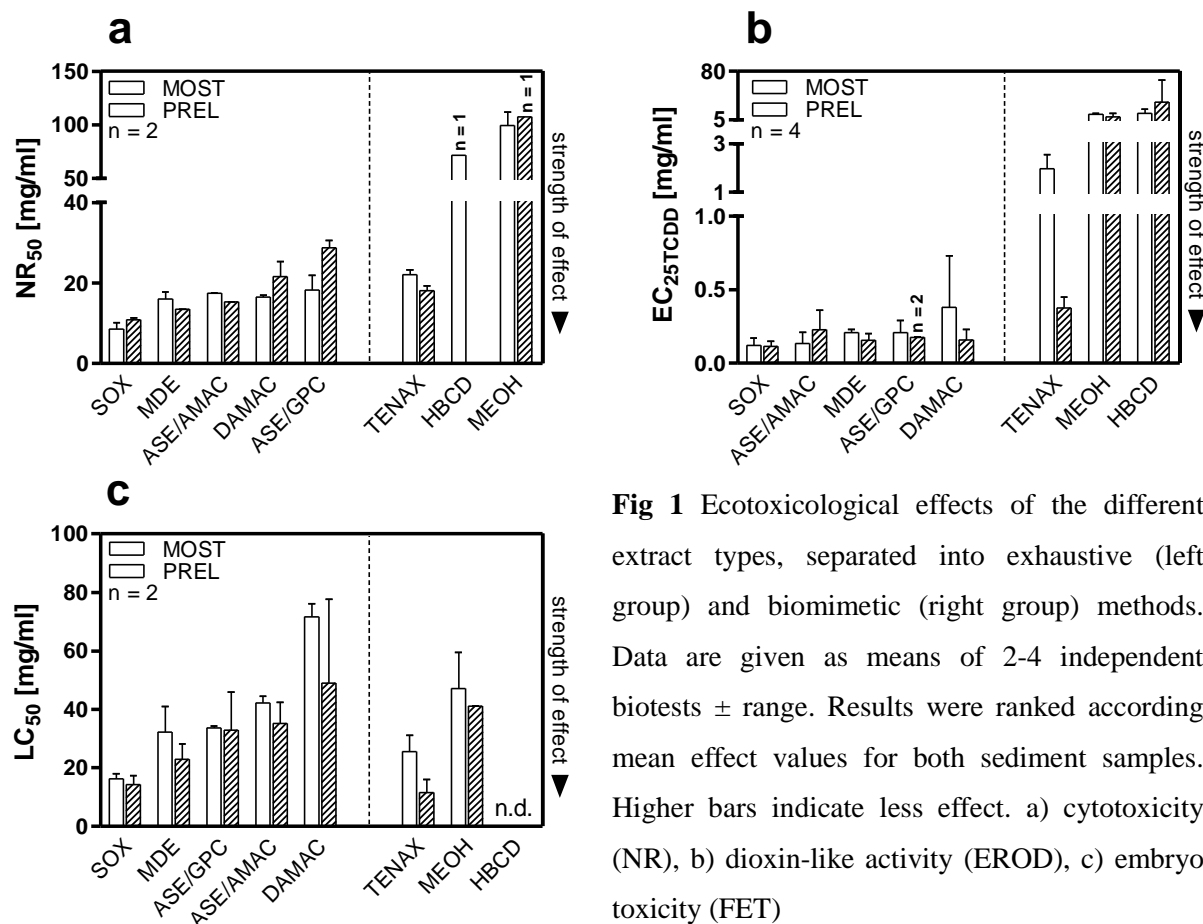 a
150
100
50
40
20
0
NR50 [mg/ml]
MOST
PREL
n = 2
n = 1
n = 1
strength of effect
SOX
MDE
ASE/AMAC
DAMAC
ASE/GPC
TENAX
HBCD
MEOH
b
80
5
3
1
1.0
0.5
0.0
EC25TCDD [mg/ml]
MOST
PREL
n = 4
n = 2
strength of effect
SOX
ASE/AMAC
MDE
ASE/GPC
DAMAC
TENAX
MEOH
HBCD
c
100
80
60
40
20
0
LC50 [mg/ml]
MOST
PREL
n = 2
n.d.
strength of effect
SOX
MDE
ASE/GPC
ASE/AMAC
DAMAC
TENAX
MEOH
HBCD
Fig 1 Ecotoxicological effects of the different
extract types, separated into exhaustive (left
group) and biomimetic (right group) methods.
Data are given as means of 2-4 independent
biotests ± range. Results were ranked according
mean effect values for both sediment samples.
Higher bars indicate less effect. a) cytotoxicity
(NR), b) dioxin-like activity (EROD), c) embryo
toxicity (FET)